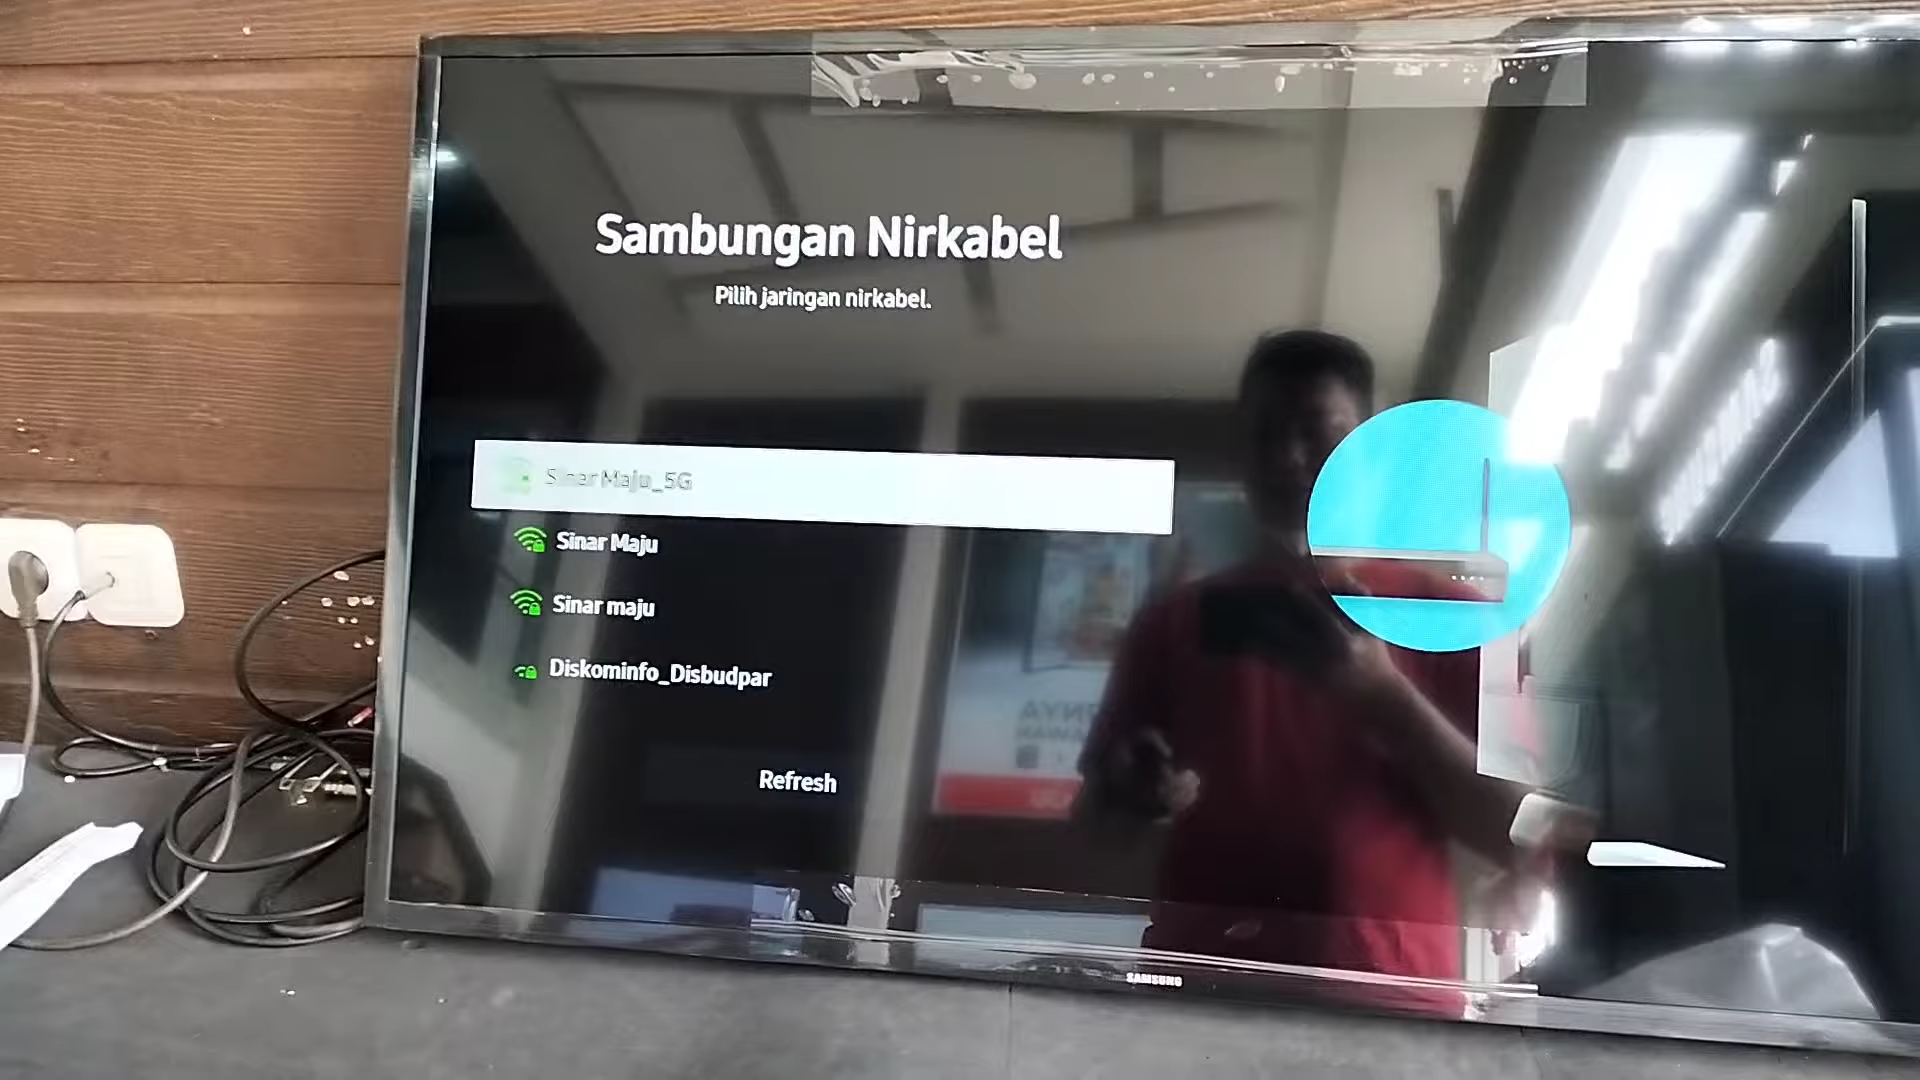 Sambungan Nirkabel
Pilih jaringan nirkabel.
Sinar Maju_5G
Sinar Maju
Sinar maju
Diskominfo_Disbudpar
Refresh
SAMSUNG